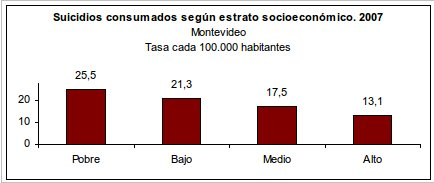 Suicidios consumados según estrato socioeconómico. 2007
Montevideo
Tasa cada 100.000 habitantes
25,5
21,3
17,5
13,1
20
10
0
Pobre Bajo Medio Alto